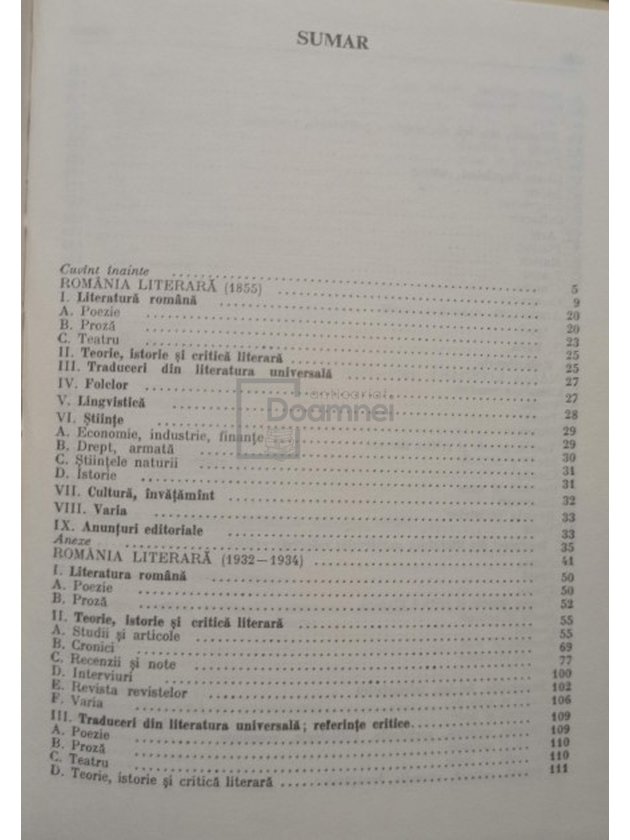 SUMAR
Cuvînt înainte 5
ROMÂNIA LITERARĂ (1855) 9
I. Literatură română 20
A. Poezie 20
B. Proză 23
C. Teatru 25
II. Teorie, istorie și critică literară 25
III. Traduceri din literatura universală 27
IV. Folclor 27
V. Lingvistică 28
VI. Științe 29
A. Economie, industrie, finanțe 29
B. Drept, armată 30
C. Științele naturii 31
D. Istorie 31
VII. Cultură, învățămînt 32
VIII. Varia 33
IX. Anunțuri editoriale 33
Anexe 35
ROMÂNIA LITERARĂ (1932—1934) 41
I. Literatura română 50
A. Poezie 50
B. Proză 52
II. Teorie, istorie și critică literară 55
A. Studii și articole 55
B. Cronici 69
C. Recenzii și note 77
D. Interviuri 100
E. Revista revistelor 102
F. Varia 106
III. Traduceri din literatura universală; referințe critice 109
A. Poezie 109
B. Proză 110
C. Teatru 110
D. Teorie, istorie și critică literară 111
anticariat
Doamnei